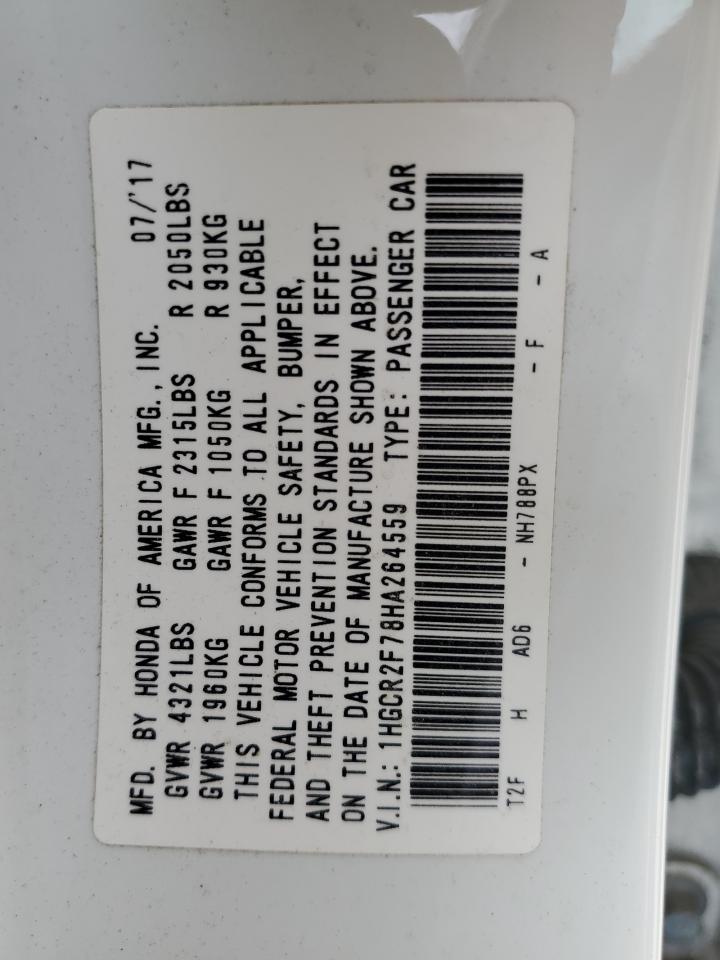 MFD. BY HONDA OF AMERICA MFG., INC. 07/'17
GVWR 4321LBS GAWR F 2315LBS R 2050LBS
GVWR 1960KG GAWR F 1050KG R 930KG
THIS VEHICLE CONFORMS TO ALL APPLICABLE
FEDERAL MOTOR VEHICLE SAFETY, BUMPER,
AND THEFT PREVENTION STANDARDS IN EFFECT
ON THE DATE OF MANUFACTURE SHOWN ABOVE.
V.I.N.: 1HGCR2F78HA264559 TYPE: PASSENGER CAR
T2F H AD6 - NH788PX - F - A